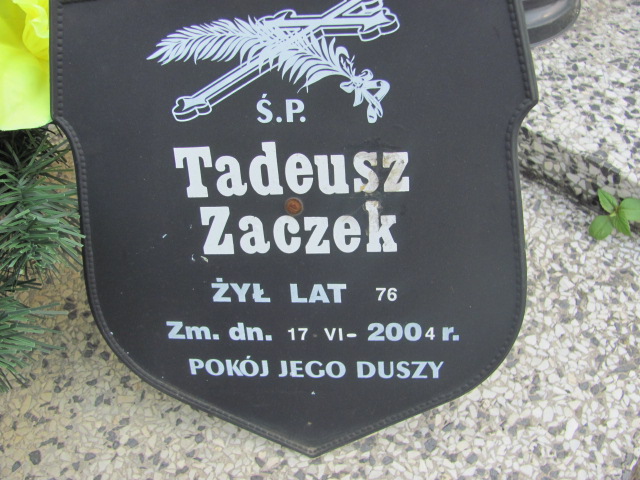 Ś.P.
Tadeusz
Zaczek
ŻYŁ LAT 76
Zm. dn. 17 VI- 2004 r.
POKÓJ JEGO DUSZY